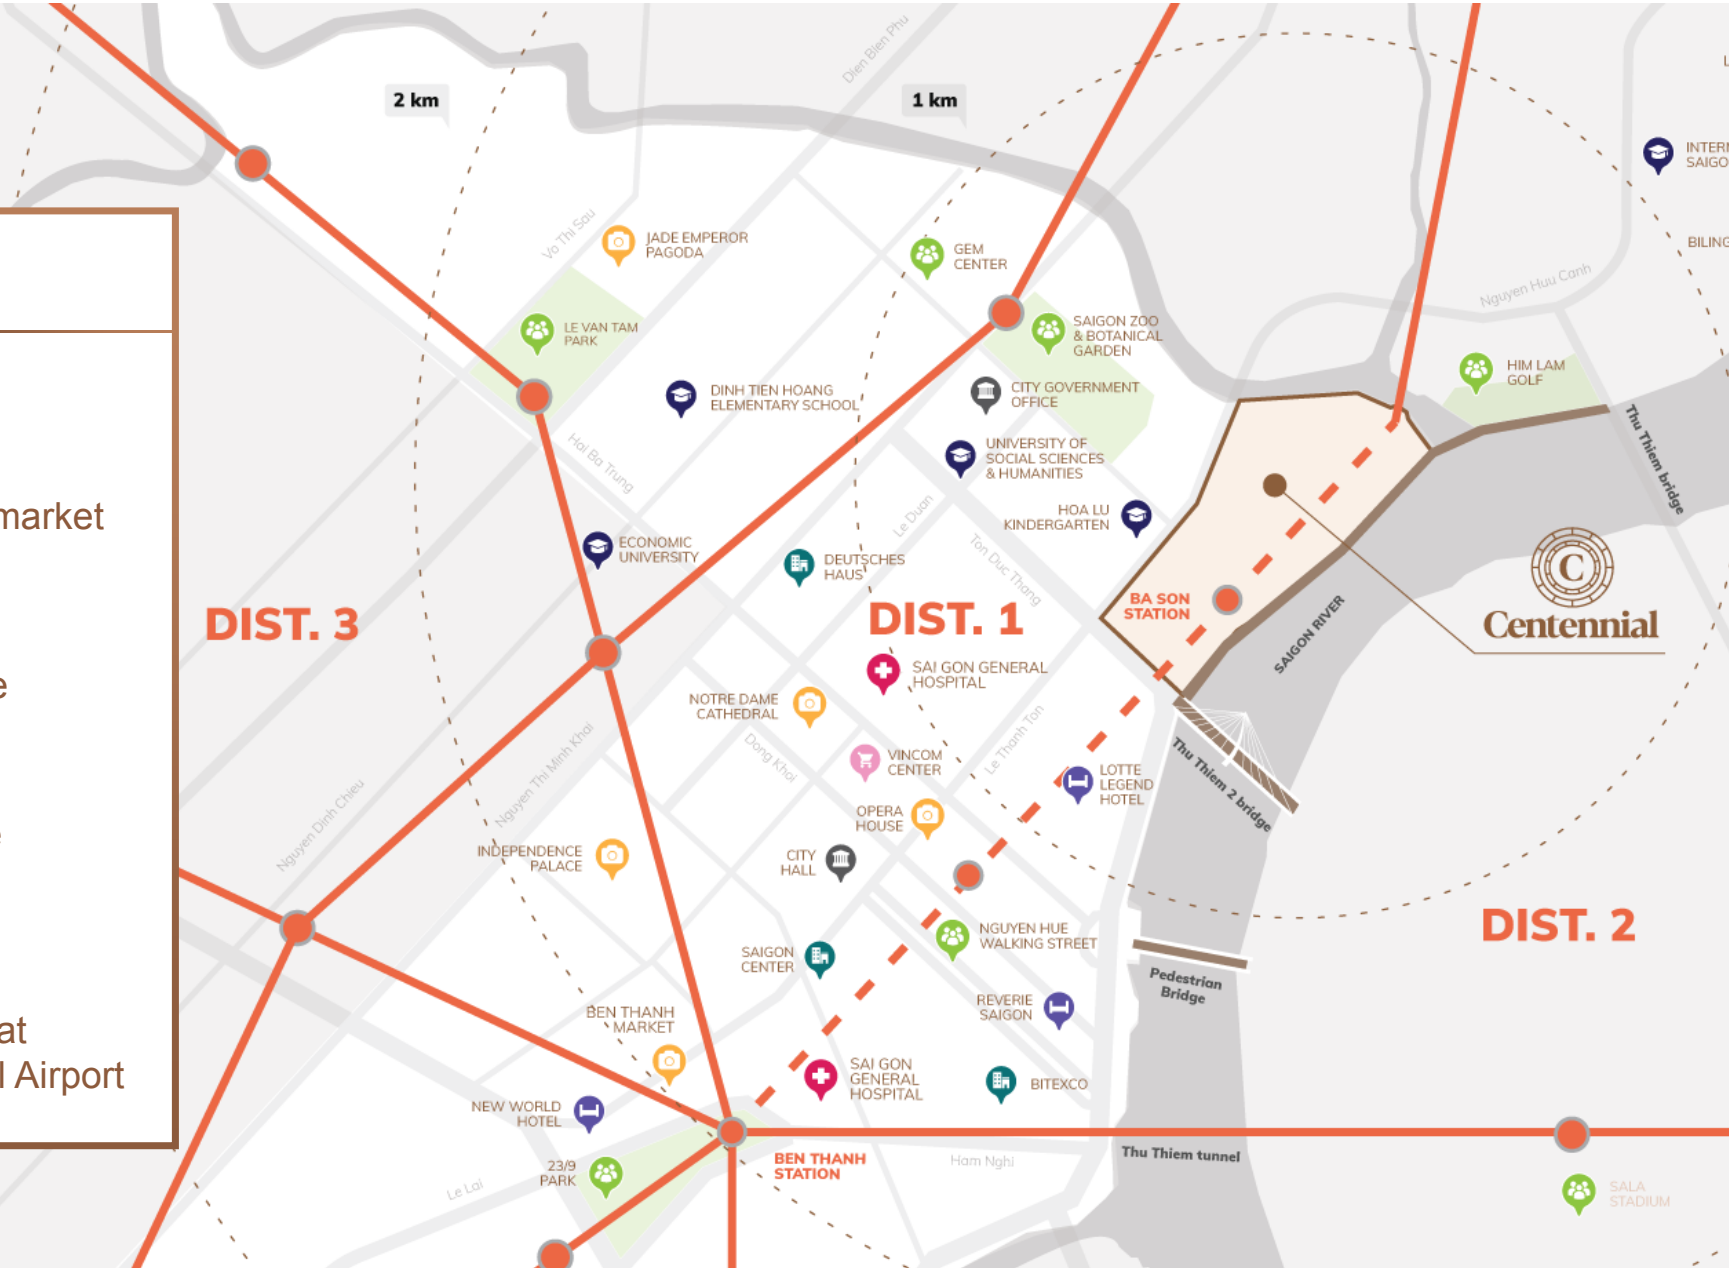 Dien Bien Phu
2 km
1 km
Vo Thi Sau
JADE EMPEROR
PAGODA
GEM
CENTER
INTERN
SAIGO
BILING
Nguyen Huu Canh
LE VAN TAM
PARK
SAIGON ZOO
& BOTANICAL
GARDEN
HIM LAM
GOLF
DINH TIEN HOANG
ELEMENTARY SCHOOL
CITY GOVERNMENT
OFFICE
Thu Thiem bridge
Hai Ba Trung
UNIVERSITY OF
SOCIAL SCIENCES
& HUMANITIES
market
Le Duan
HOA LU
KINDERGARTEN
ECONOMIC
UNIVERSITY
DEUTSCHES
HAUS
Ton Duc Thang
C
Centennial
DIST. 3
DIST. 1
BA SON
STATION
SAIGON RIVER
e
SAI GON GENERAL
HOSPITAL
NOTRE DAME
CATHEDRAL
Dong Khoi
Le Thanh Ton
Nguyen Thi Minh Khai
VINCOM
CENTER
LOTTE
LEGEND
HOTEL
Thu Thiem 2 bridge
Nguyen Dinh Chieu
OPERA
HOUSE
INDEPENDENCE
PALACE
CITY
HALL
e
DIST. 2
NGUYEN HUE
WALKING STREET
SAIGON
CENTER
Pedestrian
Bridge
REVERIE
SAIGON
BEN THANH
MARKET
at
l Airport
SAI GON
GENERAL
HOSPITAL
BITEXCO
NEW WORLD
HOTEL
BEN THANH
STATION
Ham Nghi
Thu Thiem tunnel
23/9
PARK
Le Lai
SALA
STADIUM